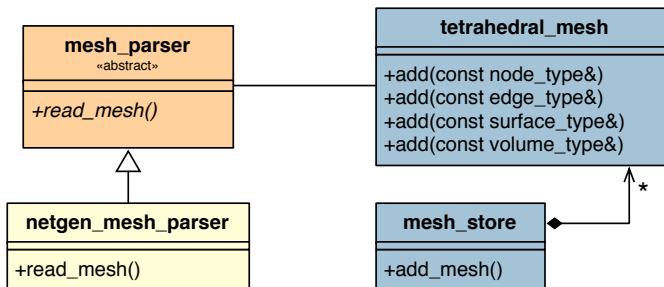 mesh_parser
«abstract»
+read_mesh()
tetrahedral_mesh
+add(const node_type&)
+add(const edge_type&)
+add(const surface_type&)
+add(const volume_type&)
*
netgen_mesh_parser
+read_mesh()
mesh_store
+add_mesh()